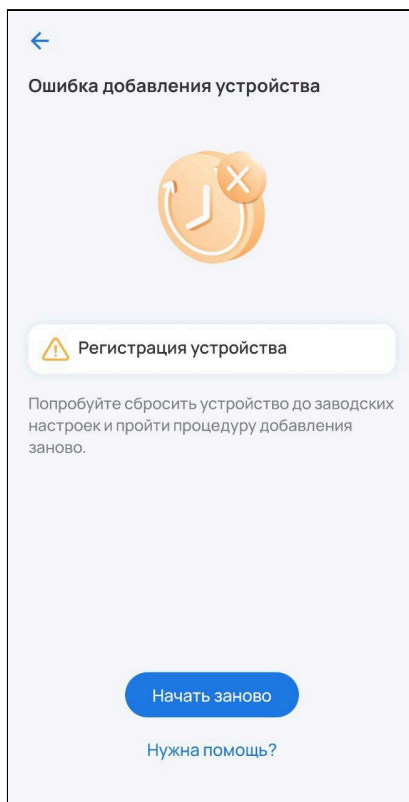 Ошибка добавления устройства
Регистрация устройства
Попробуйте сбросить устройство до заводских
настроек и пройти процедуру добавления
заново.
Начать заново
Нужна помощь?